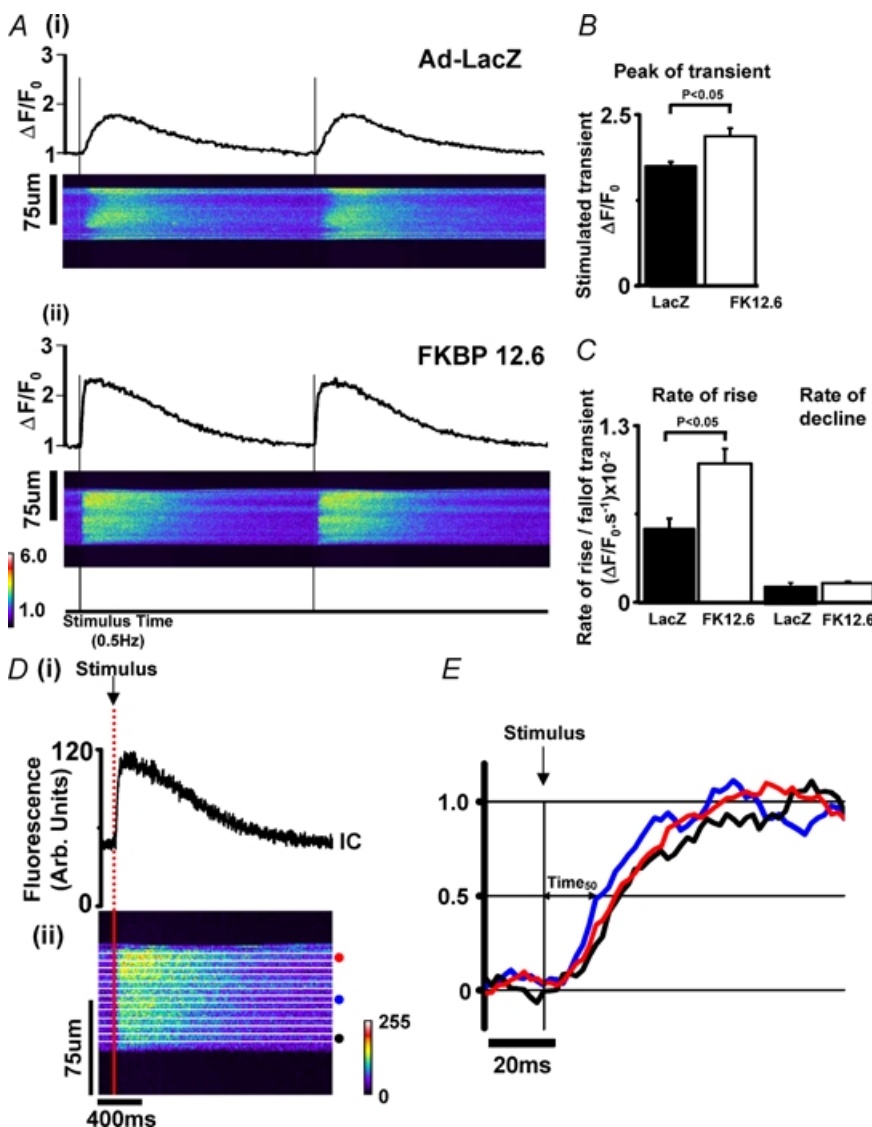 A (i)
Ad-LacZ
3
2
1
ΔF/F0
75um
(ii)
FKBP 12.6
3
2
1
ΔF/F0
75um
6.0
1.0
Stimulus Time
(0.5Hz)
B
Peak of transient
P<0.05
2.5
0
Stimulated transient
ΔF/F0
LacZ FK12.6
C
Rate of rise
Rate of
decline
P<0.05
1.3
0
Rate of rise / fallof transient
(ΔF/F0.s-1)x10-2
LacZ FK12.6 LacZ FK12.6
D (i) Stimulus
120
0
Fluorescence
(Arb. Units)
IC
(ii)
75um
255
0
400ms
E
Stimulus
1.0
Time50
0.5
0
20ms